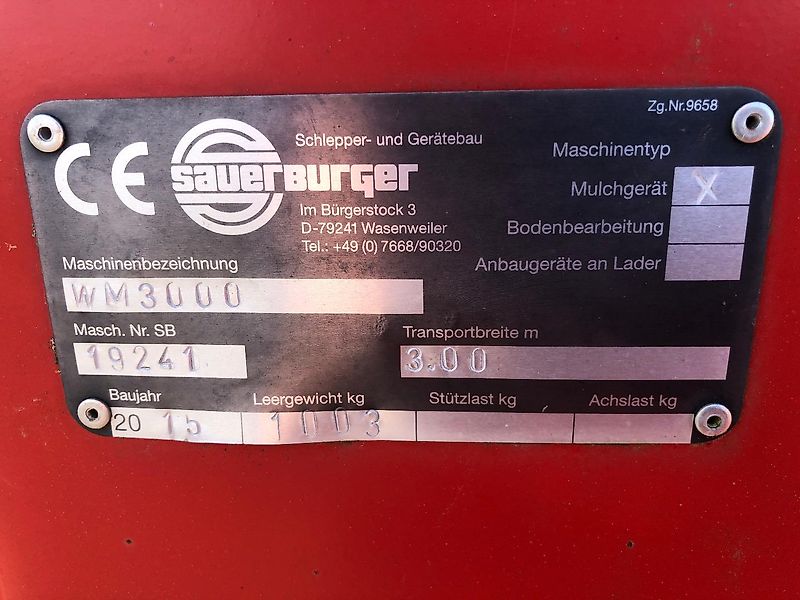 Zg.Nr.9658
CE
Schlepper- und Gerätebau
sauerBurger
Im Bürgerstock 3
D-79241 Wasenweiler
Tel.: +49 (0) 7668/90320
Maschinentyp
Mulchgerät X
Bodenbearbeitung
Anbaugeräte an Lader
Maschinenbezeichnung
WM3000
Masch. Nr. SB
19241
Transportbreite m
3.00
Baujahr
2015
Leergewicht kg
1003
Stützlast kg
Achslast kg